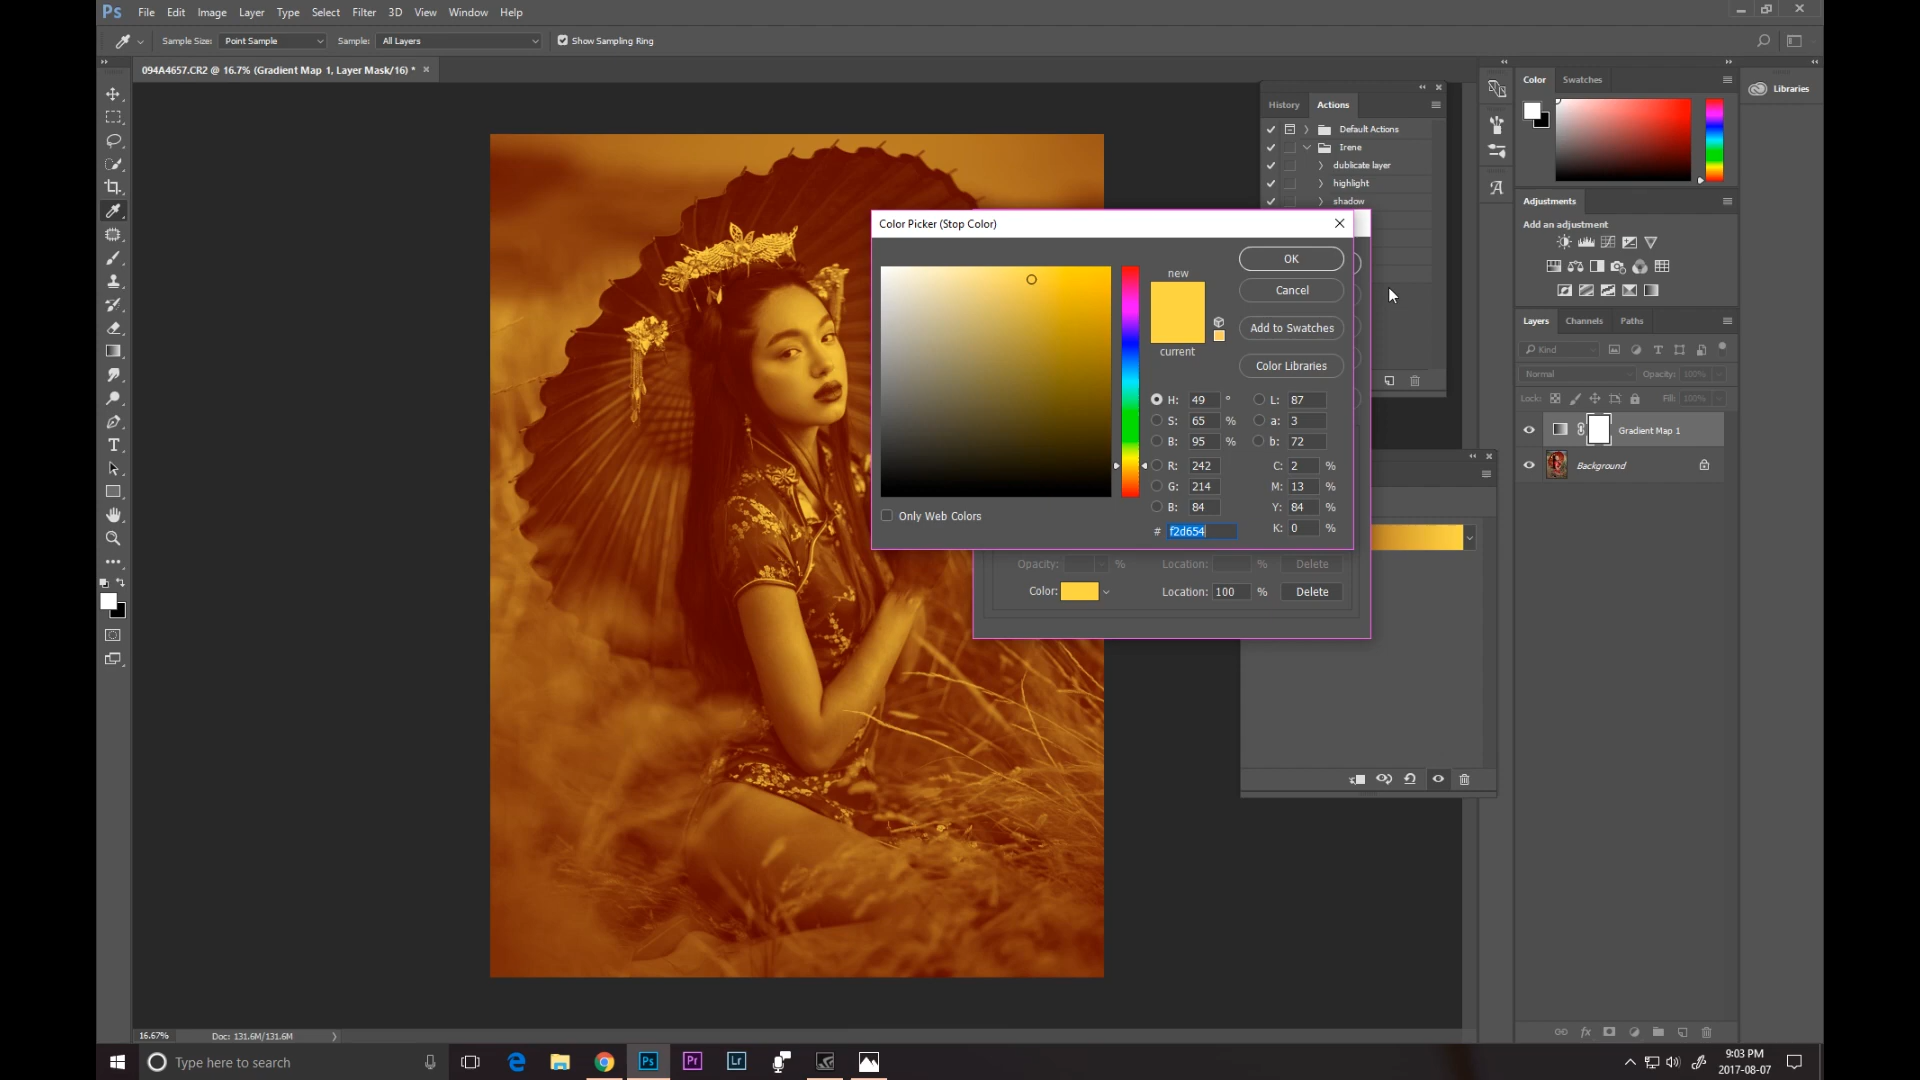 Ps File Edit Image Layer Type Select Filter 3D View Window Help
Sample Size: Point Sample Sample: All Layers Show Sampling Ring
094A4657.CR2 @ 16.7% (Gradient Map 1, Layer Mask/16) * ×
Color Swatches
Libraries
History Actions
Default Actions
Irene
dublicate layer
highlight
shadow
Adjustments
Add an adjustment
Color Picker (Stop Color)
new
current
OK
Cancel
Add to Swatches
Color Libraries
H: 49 °
S: 65 %
B: 95 %
R: 242
G: 214
B: 84
# f2d654
L: 87
a: 3
b: 72
C: 2 %
M: 13 %
Y: 84 %
K: 0 %
Only Web Colors
Opacity: % Location: % Delete
Color: Location: 100 % Delete
Layers Channels Paths
Kind
Normal Opacity: 100%
Lock: Fill: 100%
Gradient Map 1
Background
16.67% Doc: 131.6M/131.6M
Type here to search
Ps Pr Lr
9:03 PM
2017-08-07